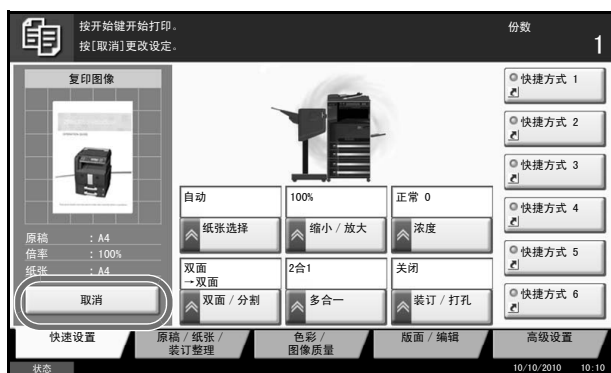 按开始键开始打印。
按[取消]更改设定。
份数
1
复印图像
原稿 : A4
倍率 : 100%
纸张 : A4
取消
自动
纸张选择
100%
缩小 / 放大
正常 0
浓度
双面
→双面
双面 / 分割
2合1
多合一
关闭
装订 / 打孔
快捷方式 1
快捷方式 2
快捷方式 3
快捷方式 4
快捷方式 5
快捷方式 6
快速
设置
原稿 / 纸张 /
装订整理
色彩 /
图像质量
版面 / 编辑
高级设置
状态
10/10/2010 10:10